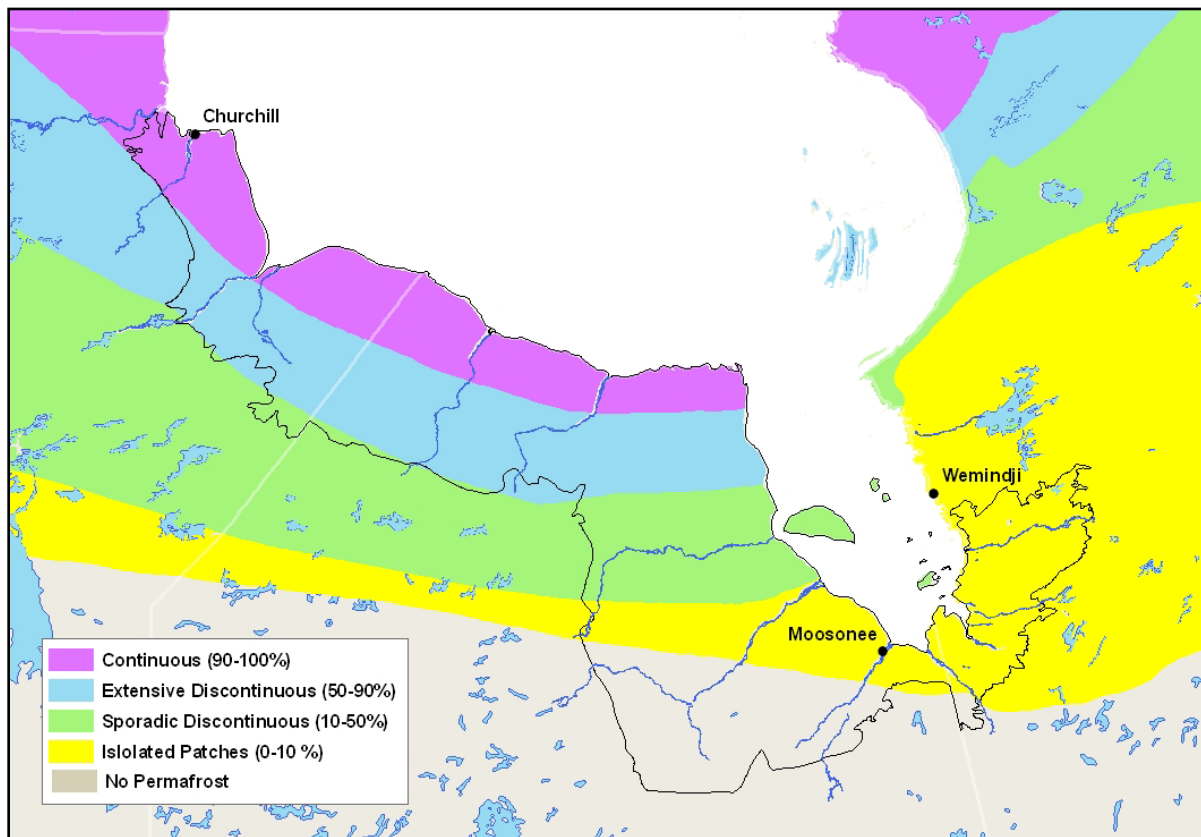 Churchill
Wemindji
Moosonee
Continuous (90-100%)
Extensive Discontinuous (50-90%)
Sporadic Discontinuous (10-50%)
Islolated Patches (0-10 %)
No Permafrost